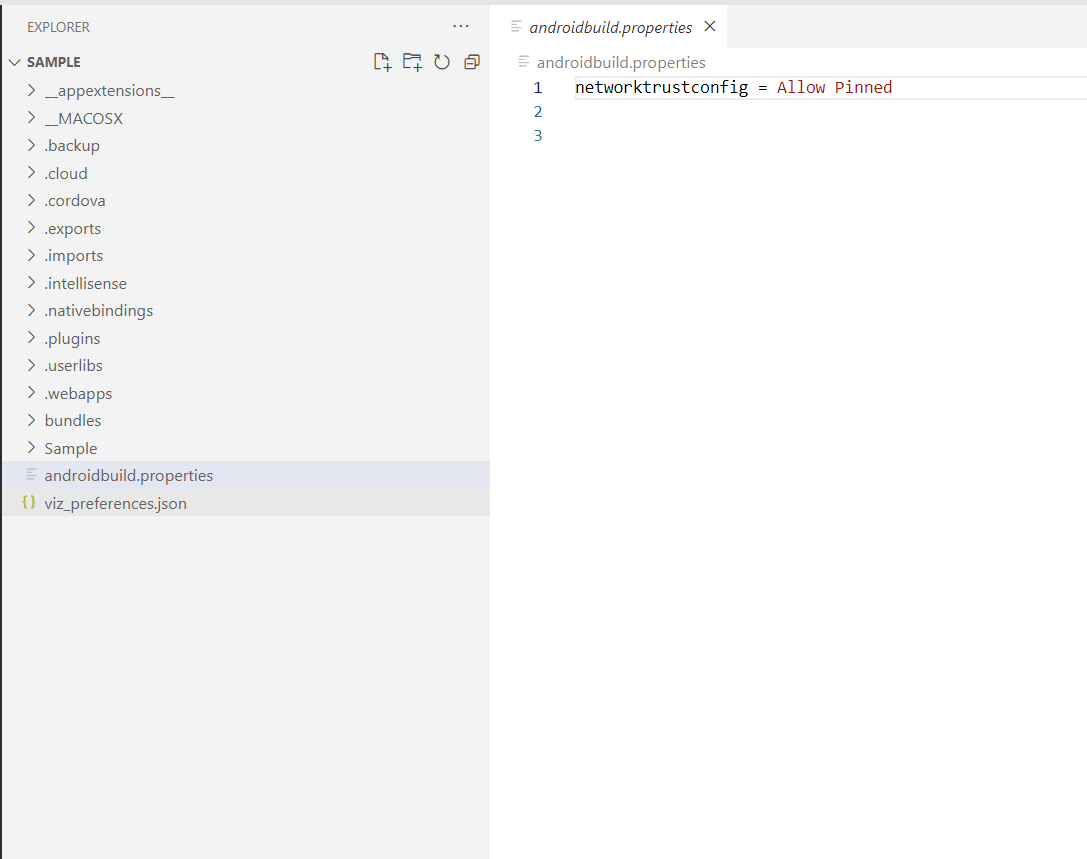 EXPLORER
SAMPLE
__appextensions__
__MACOSX
.backup
.cloud
.cordova
.exports
.imports
.intellisense
.nativebindings
.plugins
.userlibs
.webapps
bundles
Sample
androidbuild.properties
{} viz_preferences.json
androidbuild.properties
androidbuild.properties
1 networktrustconfig = Allow Pinned
2
3